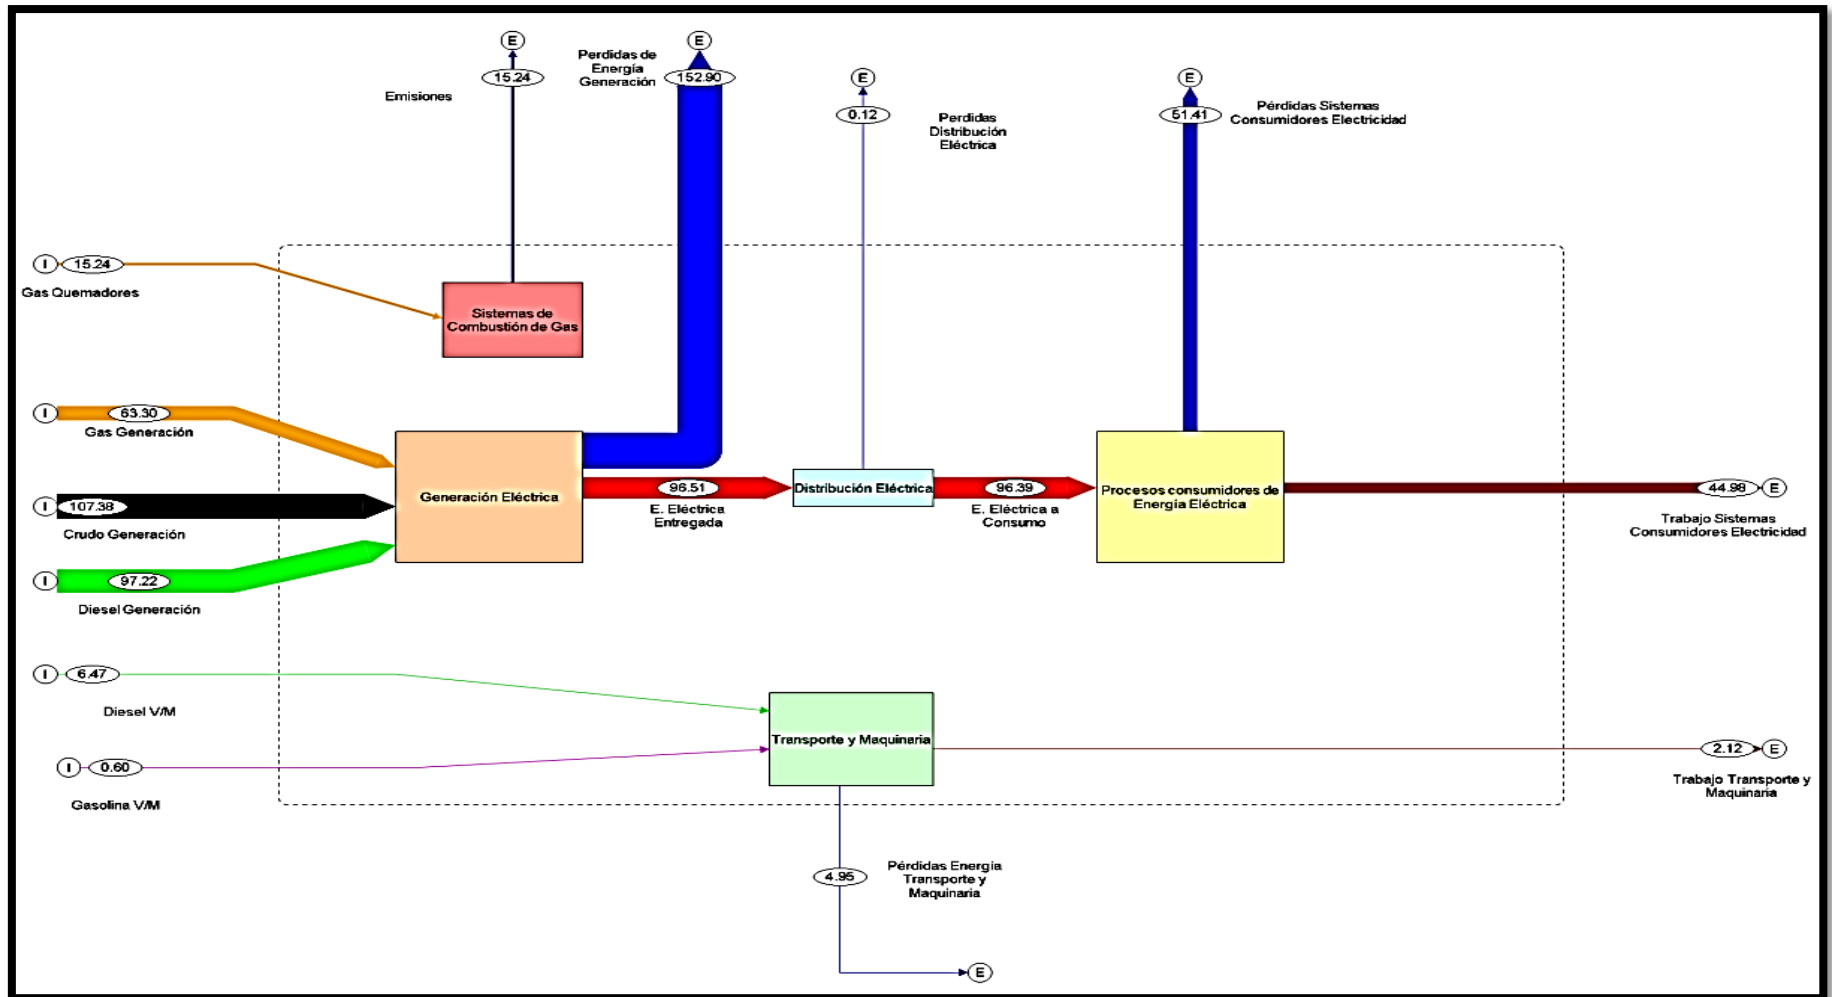 E
E
15.24
Perdidas de
Energía
Generación
152.90
E
E
Emisiones
0.12
Perdidas
Distribución
Eléctrica
51.41
Pérdidas Sistemas
Consumidores Electricidad
I
15.24
Gas Quemadores
Sistemas de
Combustión de Gas
I
63.30
Gas Generación
I
107.38
Crudo Generación
I
97.22
Diesel Generación
Generación Eléctrica
96.51
E. Eléctrica
Entregada
Distribución Eléctrica
96.39
E. Eléctrica a
Consumo
Procesos consumidores de
Energía Eléctrica
44.98
E
Trabajo Sistemas
Consumidores Electricidad
I
6.47
Diesel V/M
I
0.60
Gasolina V/M
Transporte y Maquinaria
2.12
E
Trabajo Transporte y
Maquinaria
4.95
Pérdidas Energía
Transporte y
Maquinaria
E